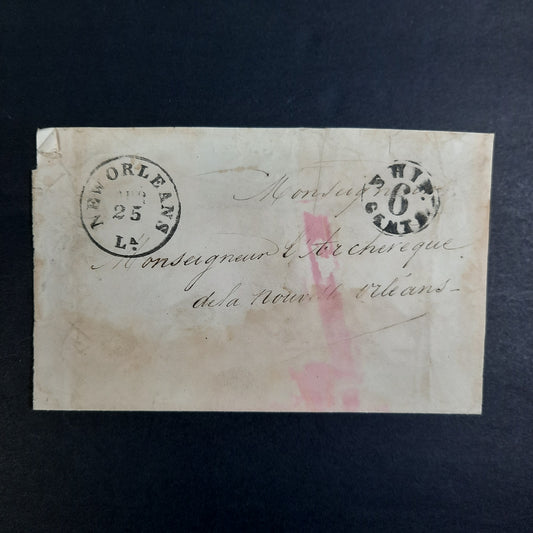 NEW ORLEANS
25
LA
SHIP
6
CENTS
Monseigneur
Monseigneur l'Archevêque
de la Nouvelle Orléans